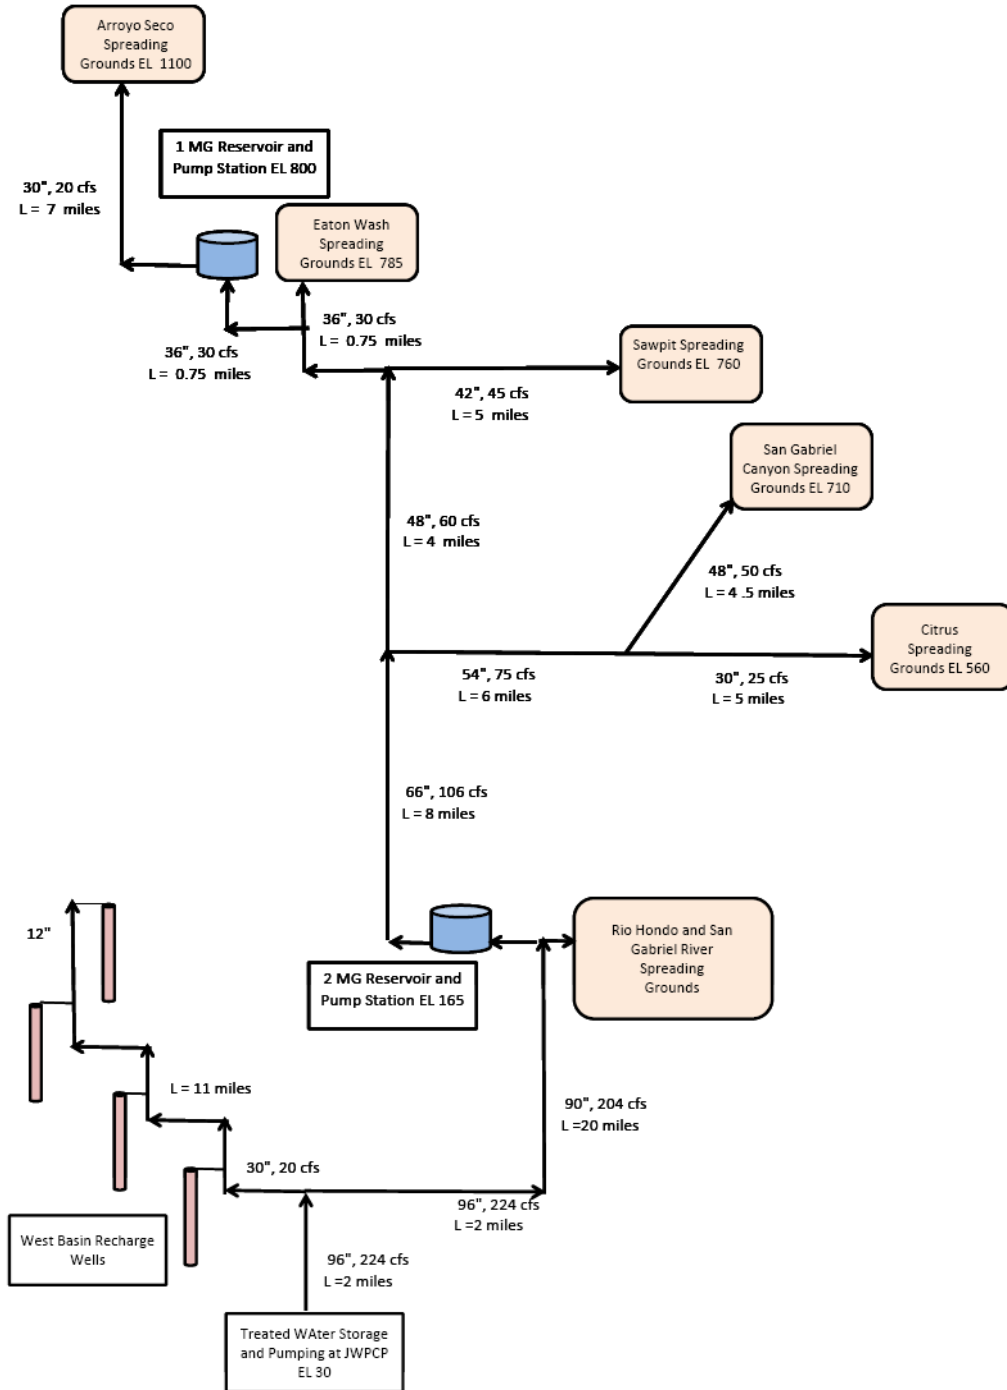 Arroyo Seco
Spreading
Grounds EL  1100
1 MG Reservoir and
Pump Station EL 800
30", 20 cfs
L =  7  miles
Eaton Wash
Spreading
Grounds EL  785
36", 30 cfs
L =  0.75  miles
36", 30 cfs
L =  0.75  miles
Sawpit Spreading
Grounds EL  760
42", 45 cfs
L = 5  miles
San Gabriel
Canyon Spreading
Grounds EL 710
48", 60 cfs
L = 4  miles
48", 50 cfs
L = 4 .5 miles
Citrus
Spreading
Grounds EL 560
54", 75 cfs
L = 6 miles
30", 25 cfs
L = 5 miles
66", 106 cfs
L = 8 miles
12"
Rio Hondo and San
Gabriel River
Spreading
Grounds
2 MG Reservoir and
Pump Station EL 165
L = 11 miles
90", 204 cfs
L =20 miles
30", 20 cfs
96", 224 cfs
L =2 miles
West Basin Recharge
Wells
96", 224 cfs
L =2 miles
Treated WAter Storage
and Pumping at JWPCP
EL 30